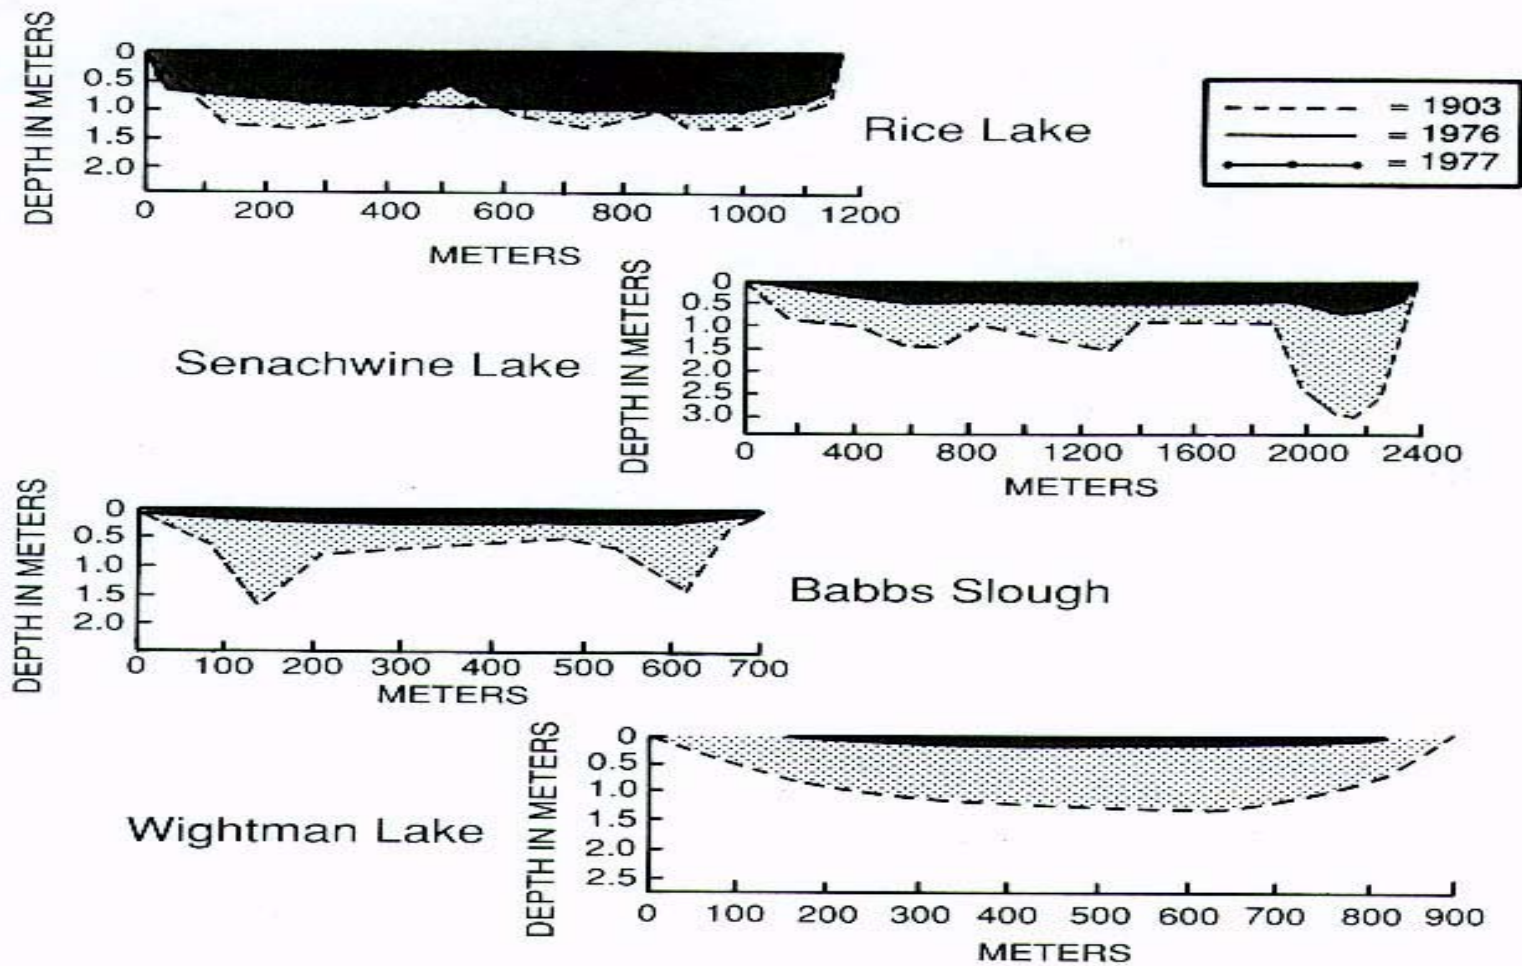 DEPTH IN METERS
0
0.5
1.0
1.5
2.0
0 200 400 600 800 1000 1200
METERS
Rice Lake
= 1903
= 1976
= 1977
Senachwine Lake
DEPTH IN METERS
0
0.5
1.0
1.5
2.0
2.5
3.0
0 400 800 1200 1600 2000 2400
METERS
DEPTH IN METERS
0
0.5
1.0
1.5
2.0
0 100 200 300 400 500 600 700
METERS
Babbs Slough
Wightman Lake
DEPTH IN METERS
0
0.5
1.0
1.5
2.0
2.5
0 100 200 300 400 500 600 700 800 900
METERS